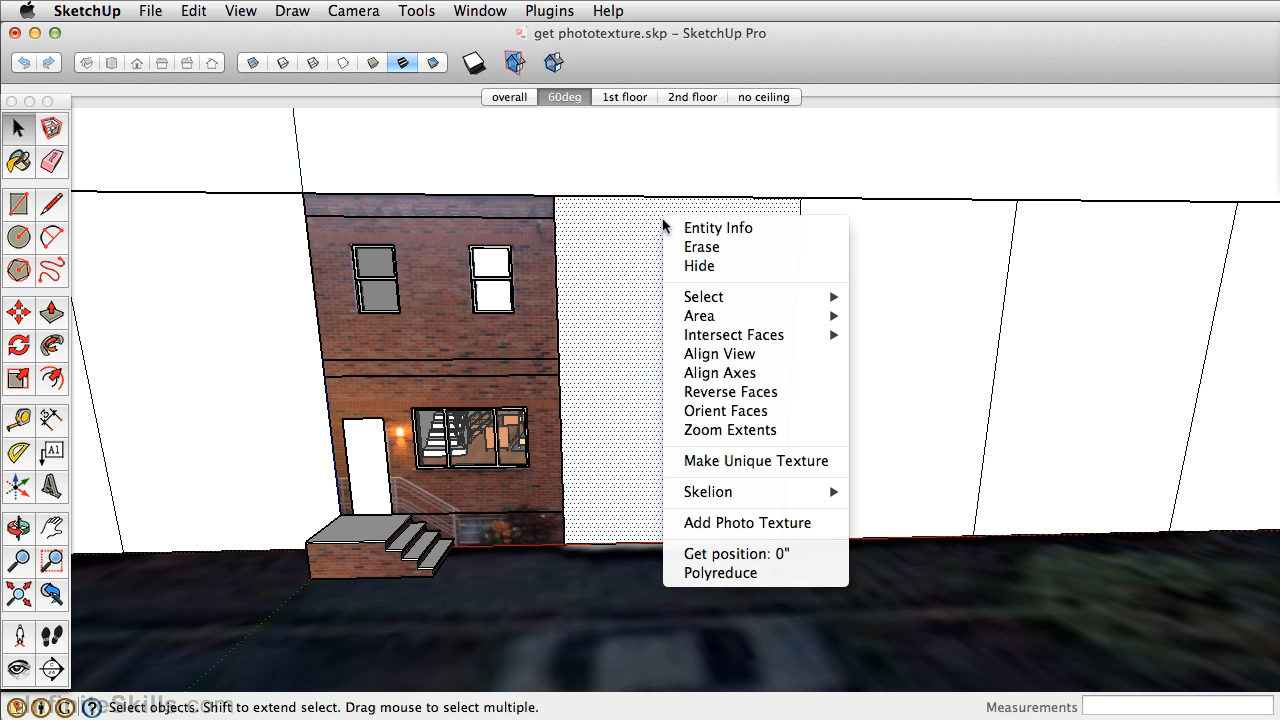 SketchUp File Edit View Draw Camera Tools Window Plugins Help
get phototexture.skp – SketchUp Pro
overall 60deg 1st floor 2nd floor no ceiling
Entity Info
Erase
Hide
Select
Area
Intersect Faces
Align View
Align Axes
Reverse Faces
Orient Faces
Zoom Extents
Make Unique Texture
Skelion
Add Photo Texture
Get position: 0"
Polyreduce
A1
InfiniteSkills.com
Select objects. Shift to extend select. Drag mouse to select multiple.
Measurements